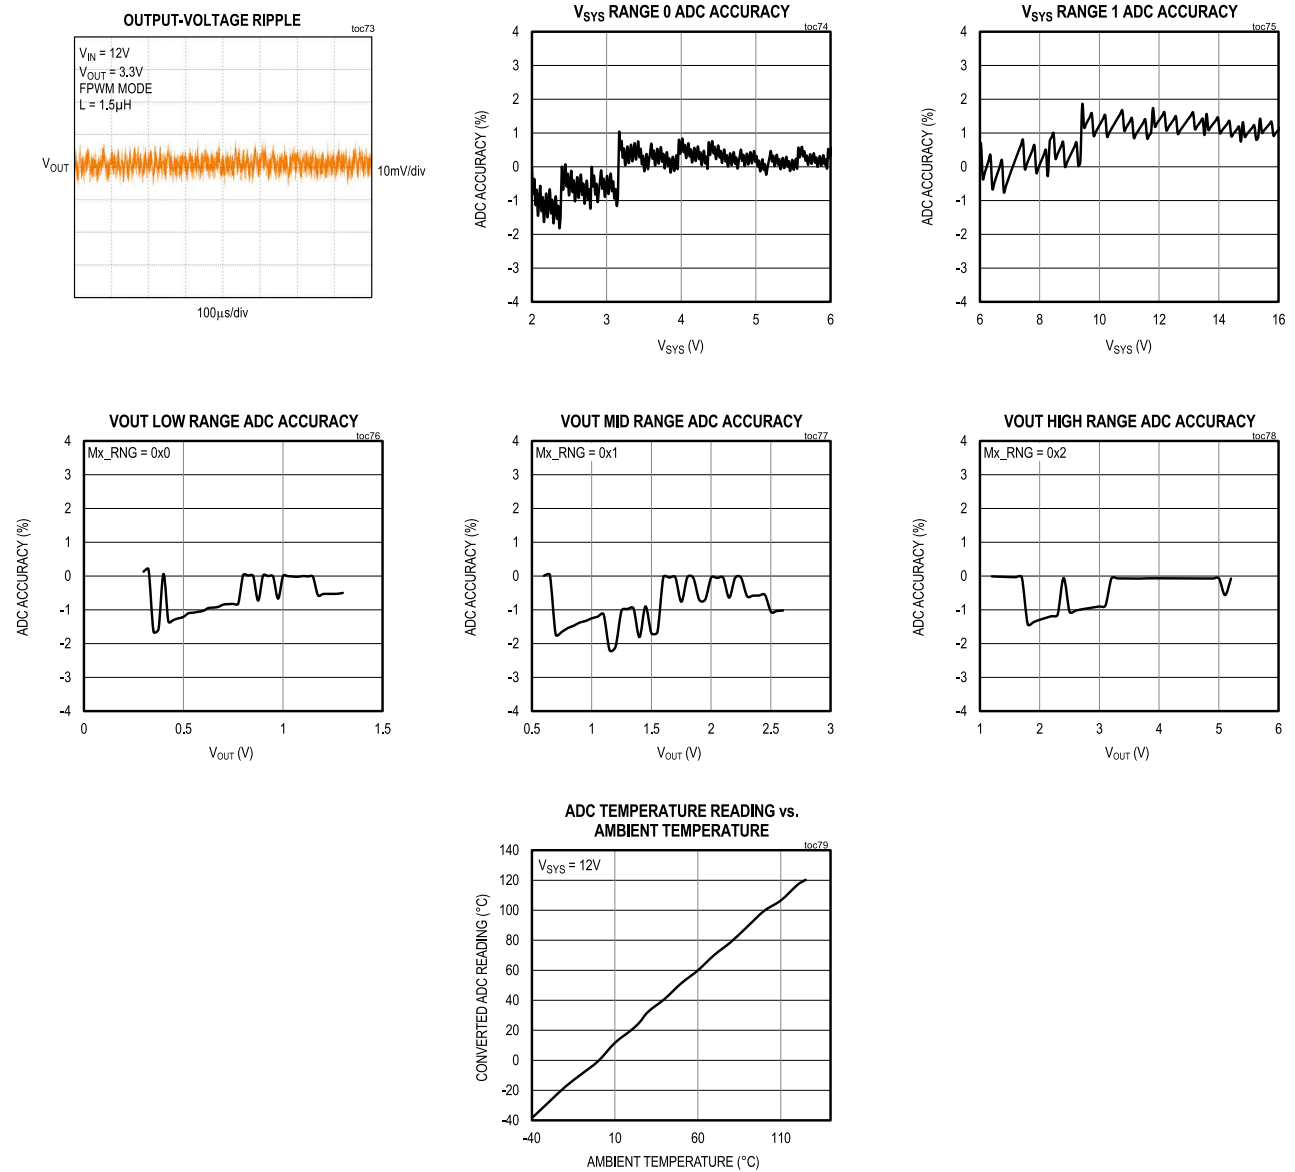 OUTPUT-VOLTAGE RIPPLE
toc73
VIN = 12V
VOUT = 3.3V
FPWM MODE
L = 1.5μH
VOUT
10mV/div
100μs/div
VSYS RANGE 0 ADC ACCURACY
toc74
ADC ACCURACY (%)
4
3
2
1
0
-1
-2
-3
-4
2 3 4 5 6
VSYS (V)
VSYS RANGE 1 ADC ACCURACY
toc75
ADC ACCURACY (%)
4
3
2
1
0
-1
-2
-3
-4
6 8 10 12 14 16
VSYS (V)
VOUT LOW RANGE ADC ACCURACY
toc76
Mx_RNG = 0x0
ADC ACCURACY (%)
4
3
2
1
0
-1
-2
-3
-4
0 0.5 1 1.5
VOUT (V)
VOUT MID RANGE ADC ACCURACY
toc77
Mx_RNG = 0x1
ADC ACCURACY (%)
4
3
2
1
0
-1
-2
-3
-4
0.5 1 1.5 2 2.5 3
VOUT (V)
VOUT HIGH RANGE ADC ACCURACY
toc78
Mx_RNG = 0x2
ADC ACCURACY (%)
4
3
2
1
0
-1
-2
-3
-4
1 2 3 4 5 6
VOUT (V)
ADC TEMPERATURE READING vs.
AMBIENT TEMPERATURE
toc79
VSYS = 12V
CONVERTED ADC READING (°C)
140
120
100
80
60
40
20
0
-20
-40
-40 10 60 110
AMBIENT TEMPERATURE (°C)